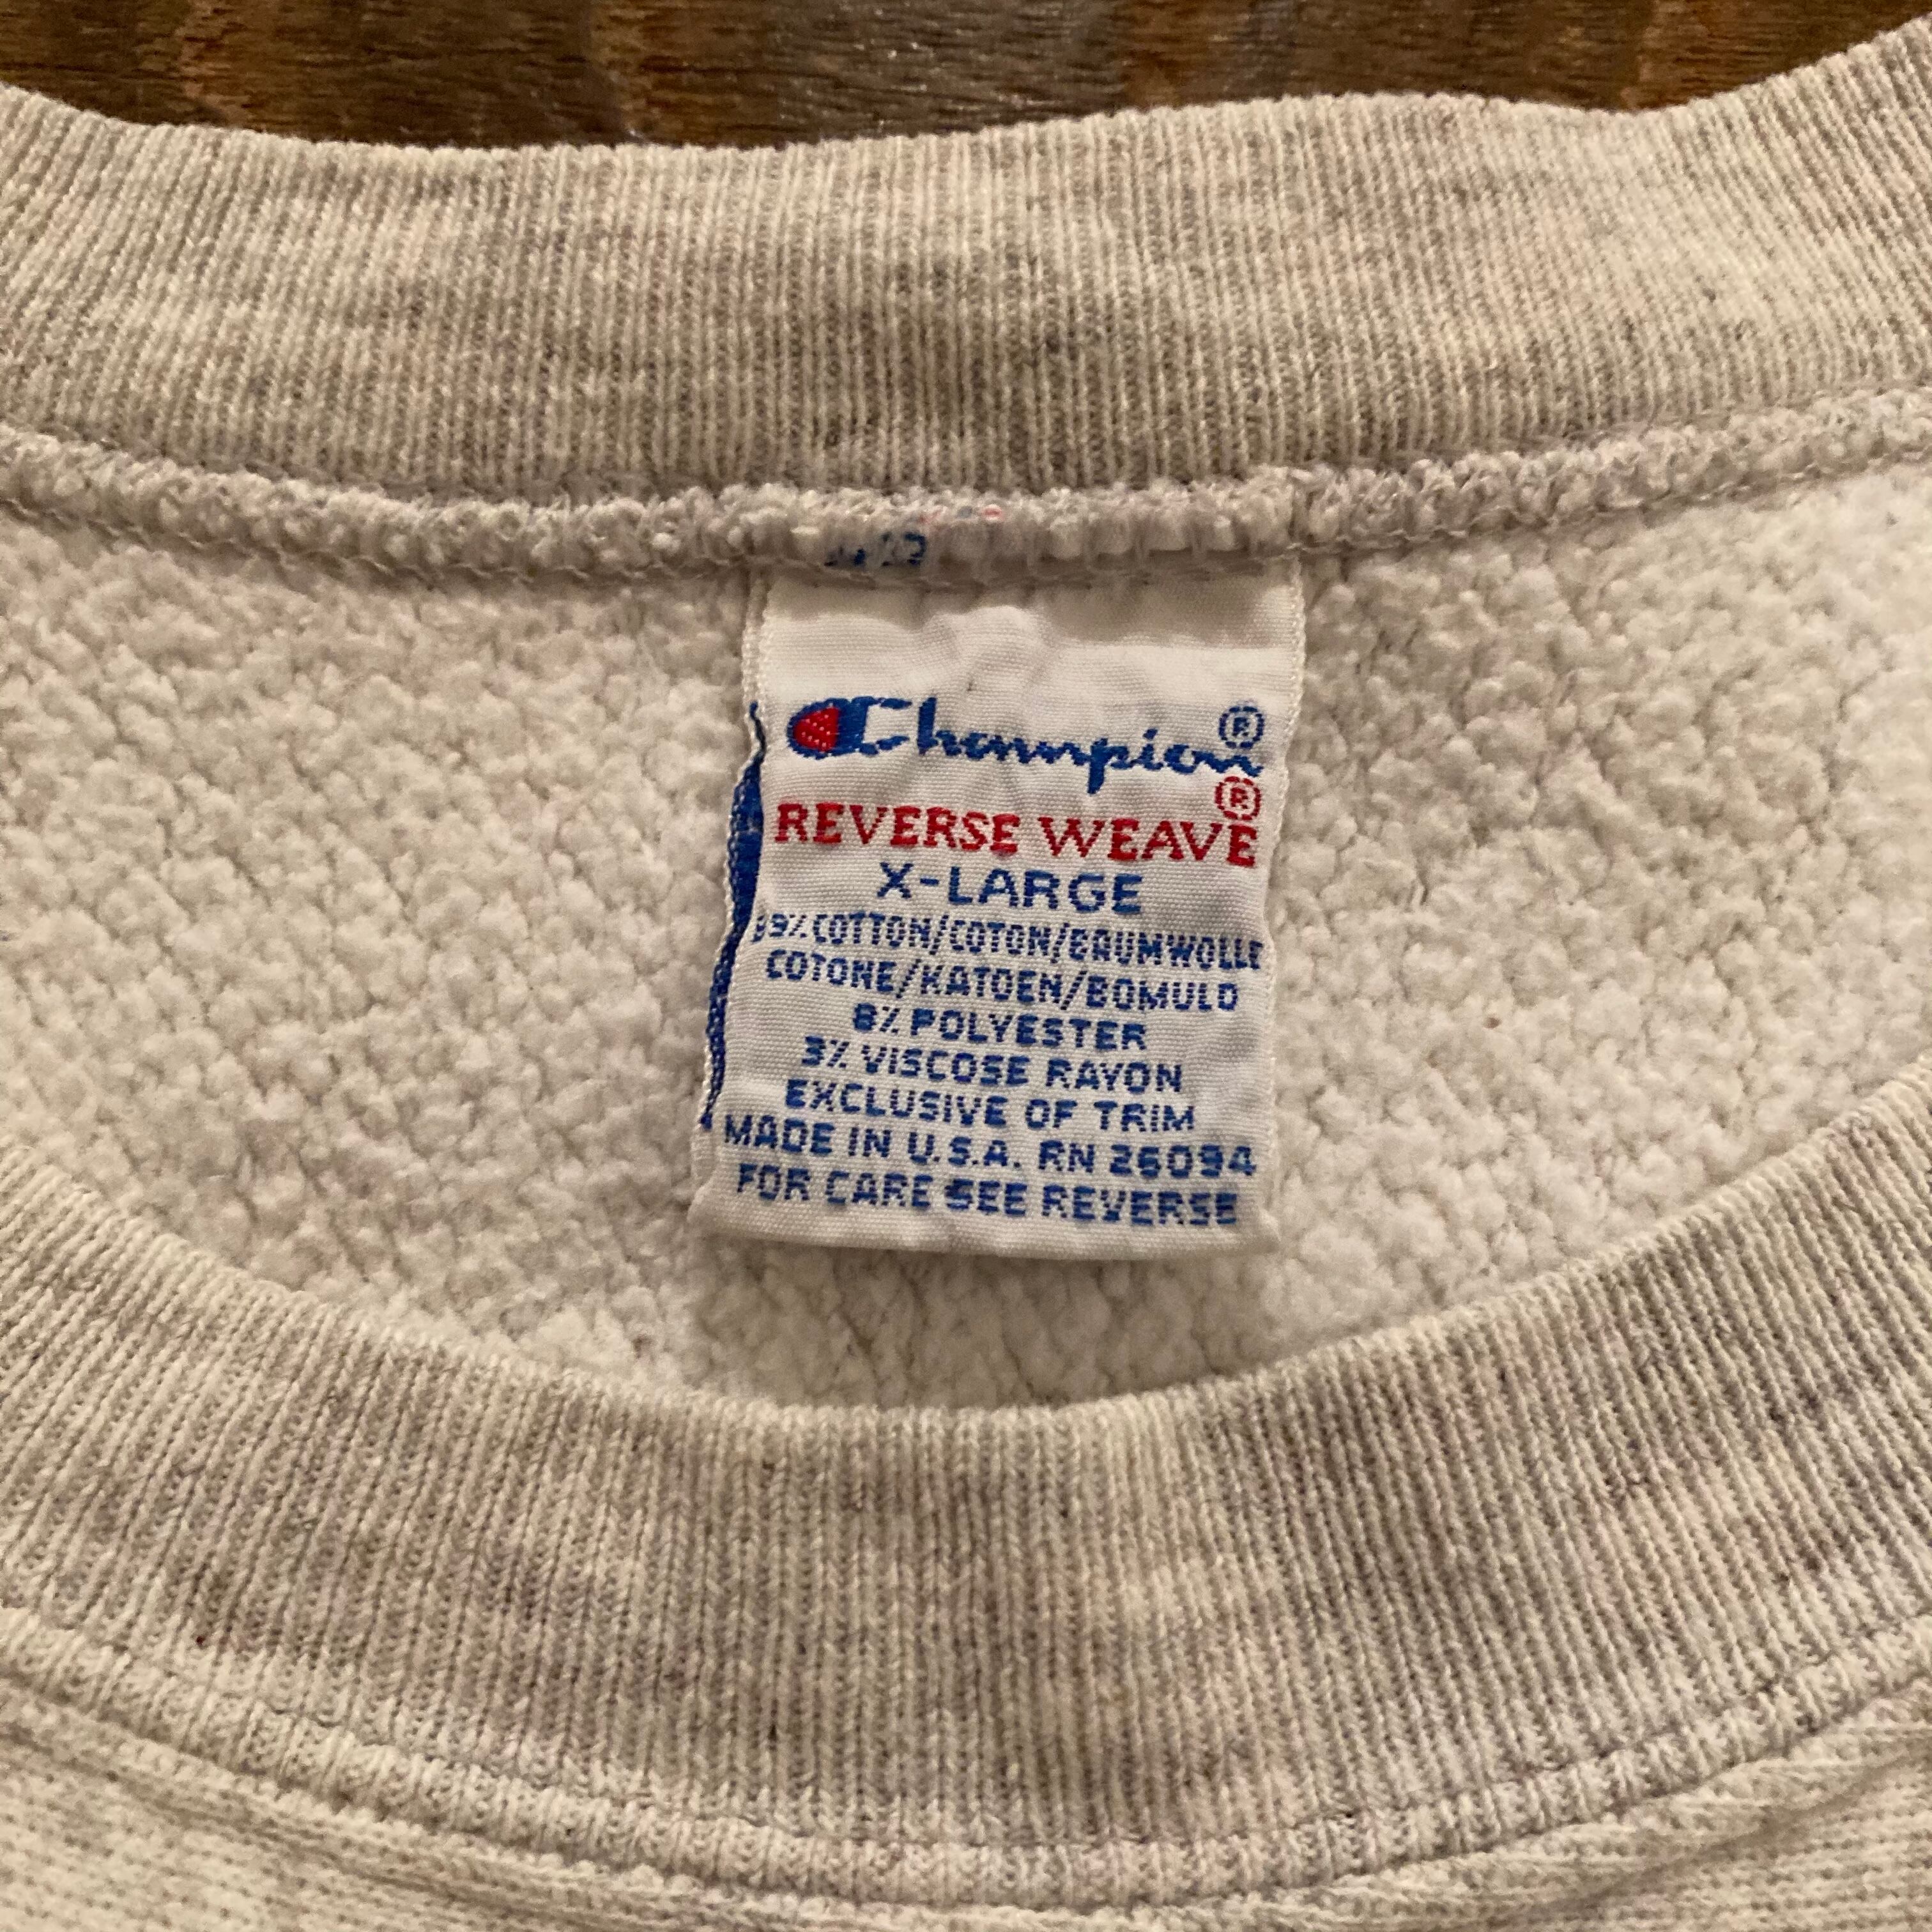 Champion®
REVERSE WEAVE®
X-LARGE
89% COTTON/COTON/BAUMWOLLE
COTONE/KATOEN/BOMULD
8% POLYESTER
3% VISCOSE RAYON
EXCLUSIVE OF TRIM
MADE IN U.S.A. RN 26094
FOR CARE SEE REVERSE